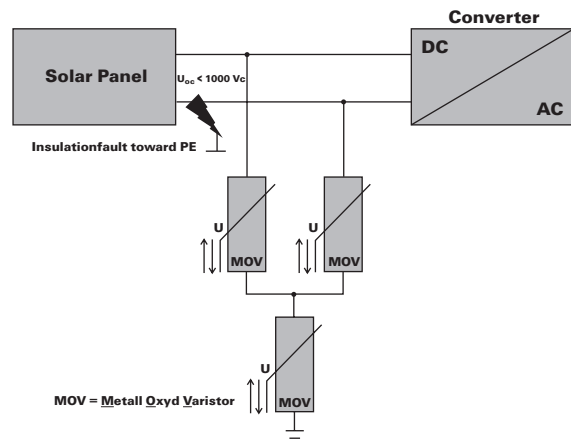 Converter
DC
Solar Panel
Uoc < 1000 Vc
AC
Insulationfault toward PE
U
U
MOV
MOV
U
MOV = Metall Oxyd Varistor
MOV